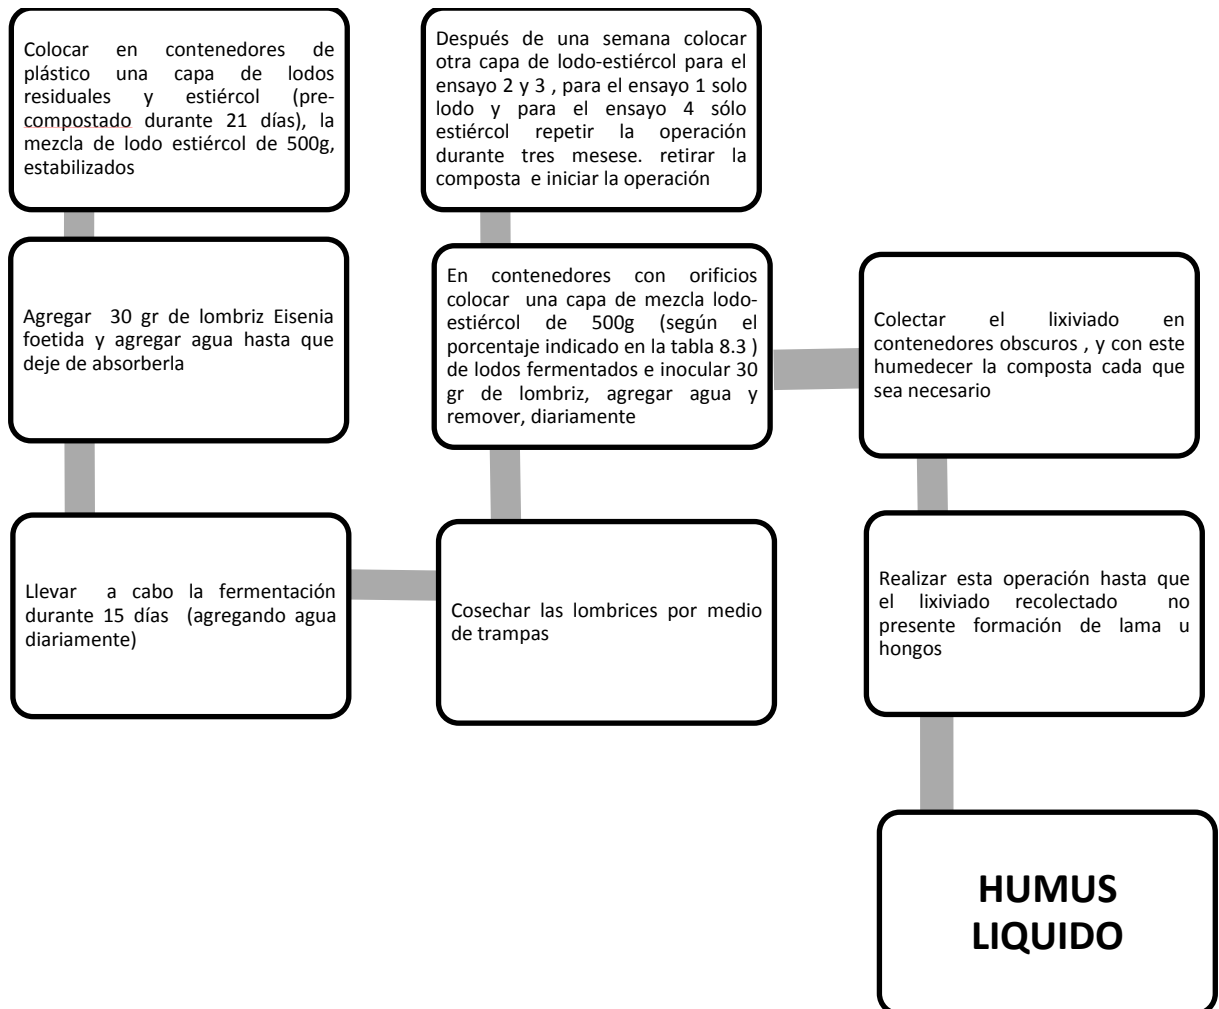 Colocar en contenedores de
plástico una capa de lodos
residuales y estiércol (pre-
compostado durante 21 días), la
mezcla de lodo estiércol de 500g,
estabilizados
Agregar 30 gr de lombriz Eisenia
foetida y agregar agua hasta que
deje de absorberla
Llevar a cabo la fermentación
durante 15 días (agregando agua
diariamente)
Cosechar las lombrices por medio
de trampas
En contenedores con orificios
colocar una capa de mezcla lodo-
estiércol de 500g (según el
porcentaje indicado en la tabla 8.3 )
de lodos fermentados e inocular 30
gr de lombriz, agregar agua y
remover, diariamente
Después de una semana colocar
otra capa de lodo-estiércol para el
ensayo 2 y 3 , para el ensayo 1 solo
lodo y para el ensayo 4 sólo
estiércol repetir la operación
durante tres mesese. retirar la
composta e iniciar la operación
Colectar el lixiviado en
contenedores obscuros , y con este
humedecer la composta cada que
sea necesario
Realizar esta operación hasta que
el lixiviado recolectado no
presente formación de lama u
hongos
HUMUS
LIQUIDO